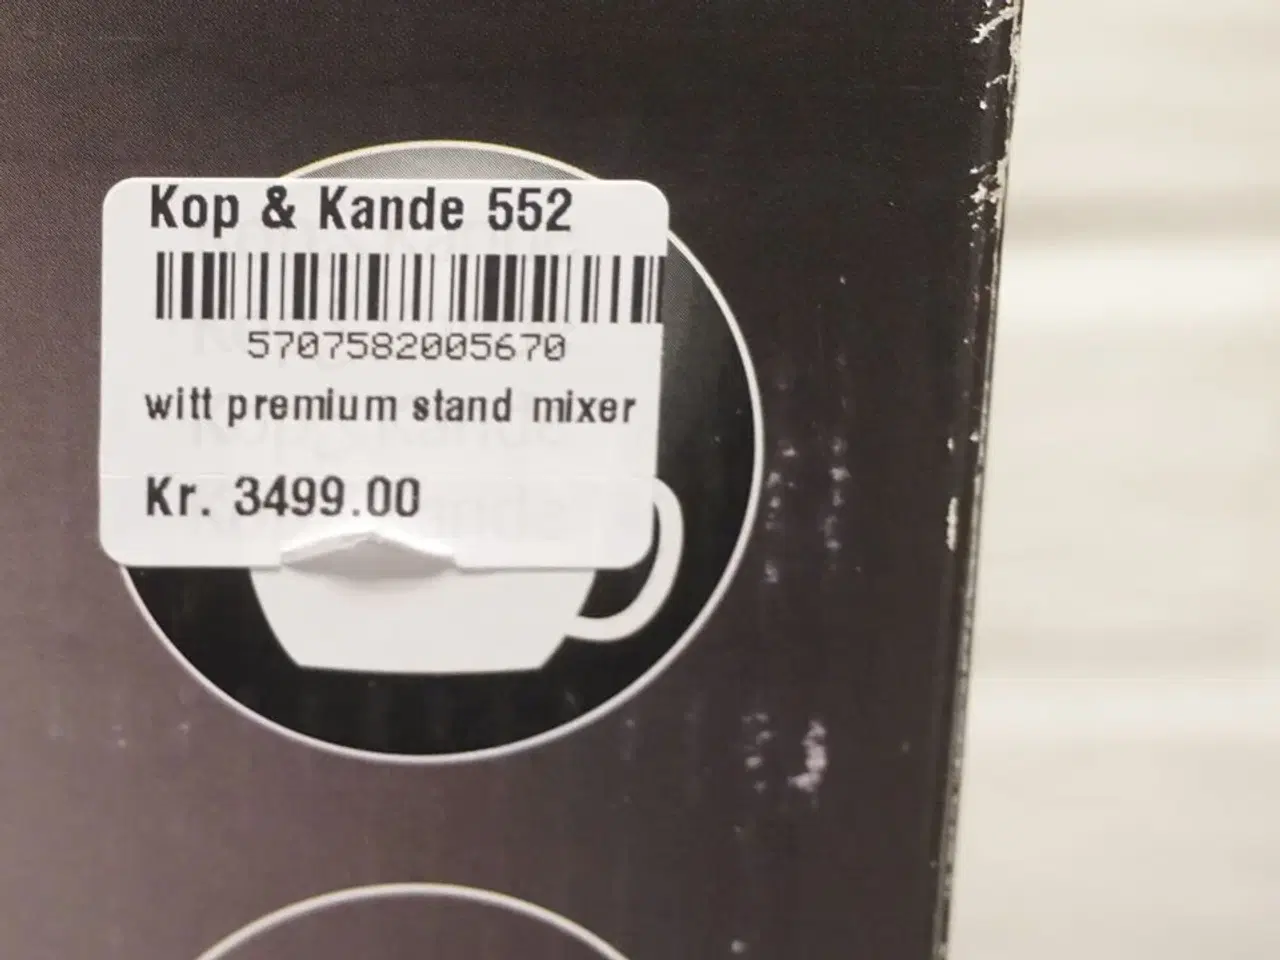 Kop & Kande 552
5707582005670
witt premium stand mixer
Kr. 3499.00